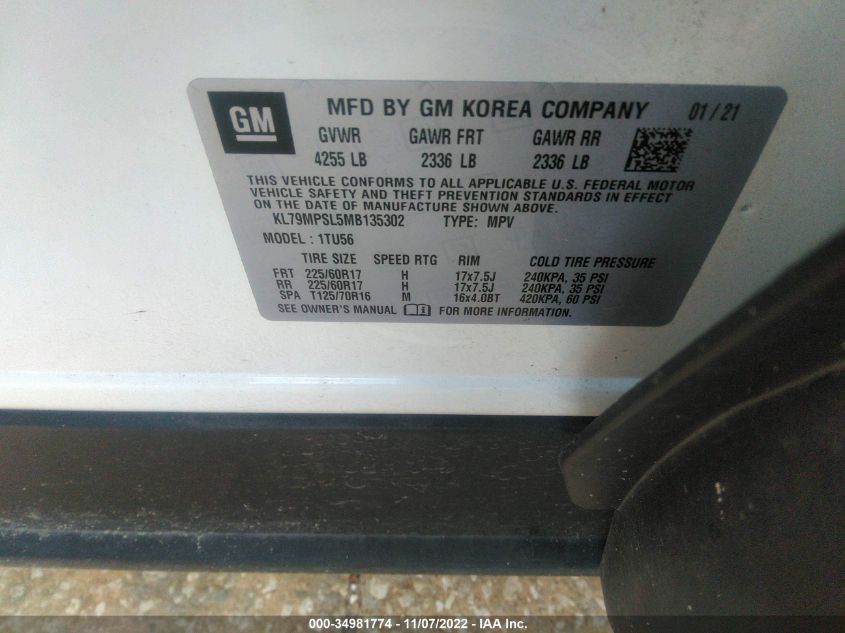 GM MFD BY GM KOREA COMPANY 01/21
GVWR GAWR FRT GAWR RR
4255 LB 2336 LB 2336 LB
THIS VEHICLE CONFORMS TO ALL APPLICABLE U.S. FEDERAL MOTOR
VEHICLE SAFETY AND THEFT PREVENTION STANDARDS IN EFFECT
ON THE DATE OF MANUFACTURE SHOWN ABOVE.
KL79MPSL5MB135302 TYPE: MPV
MODEL : 1TU56
TIRE SIZE SPEED RTG RIM COLD TIRE PRESSURE
FRT 225/60R17 H 17x7.5J 240KPA, 35 PSI
RR 225/60R17 H 17x7.5J 240KPA, 35 PSI
SPA T125/70R16 M 16x4.0BT 420KPA, 60 PSI
SEE OWNER'S MANUAL FOR MORE INFORMATION.
000-34981774 - 11/07/2022 - IAA Inc.